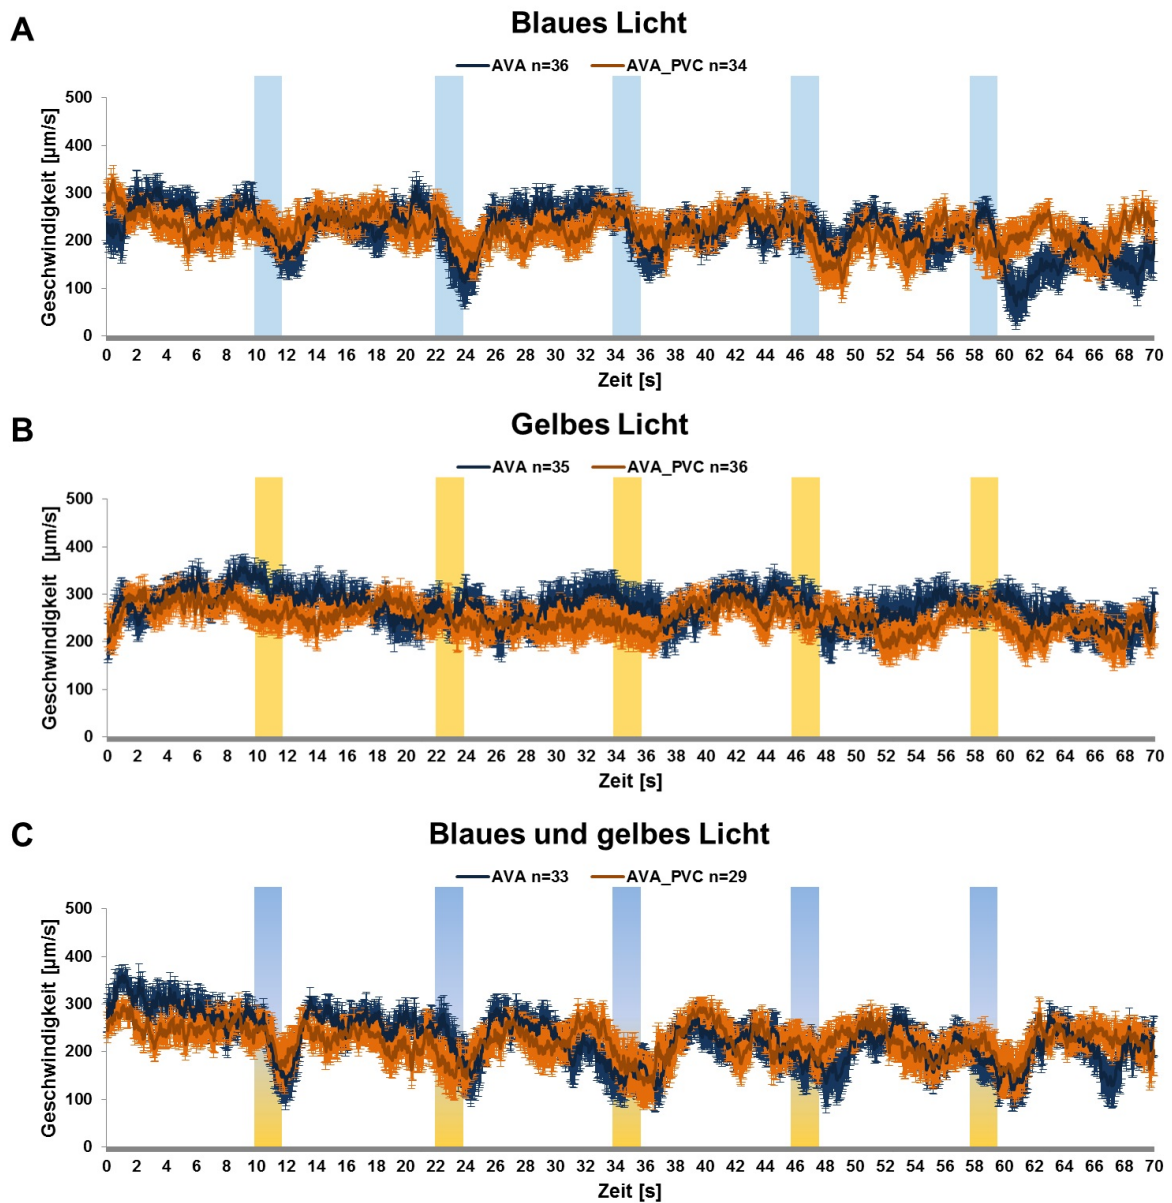 A
Blaues Licht
AVA n=36 AVA_PVC n=34
Geschwindigkeit [µm/s]
500
400
300
200
100
0
0 2 4 6 8 10 12 14 16 18 20 22 24 26 28 30 32 34 36 38 40 42 44 46 48 50 52 54 56 58 60 62 64 66 68 70
Zeit [s]
B
Gelbes Licht
AVA n=35 AVA_PVC n=36
Geschwindigkeit [µm/s]
500
400
300
200
100
0
0 2 4 6 8 10 12 14 16 18 20 22 24 26 28 30 32 34 36 38 40 42 44 46 48 50 52 54 56 58 60 62 64 66 68 70
Zeit [s]
C
Blaues und gelbes Licht
AVA n=33 AVA_PVC n=29
Geschwindigkeit [µm/s]
500
400
300
200
100
0
0 2 4 6 8 10 12 14 16 18 20 22 24 26 28 30 32 34 36 38 40 42 44 46 48 50 52 54 56 58 60 62 64 66 68 70
Zeit [s]